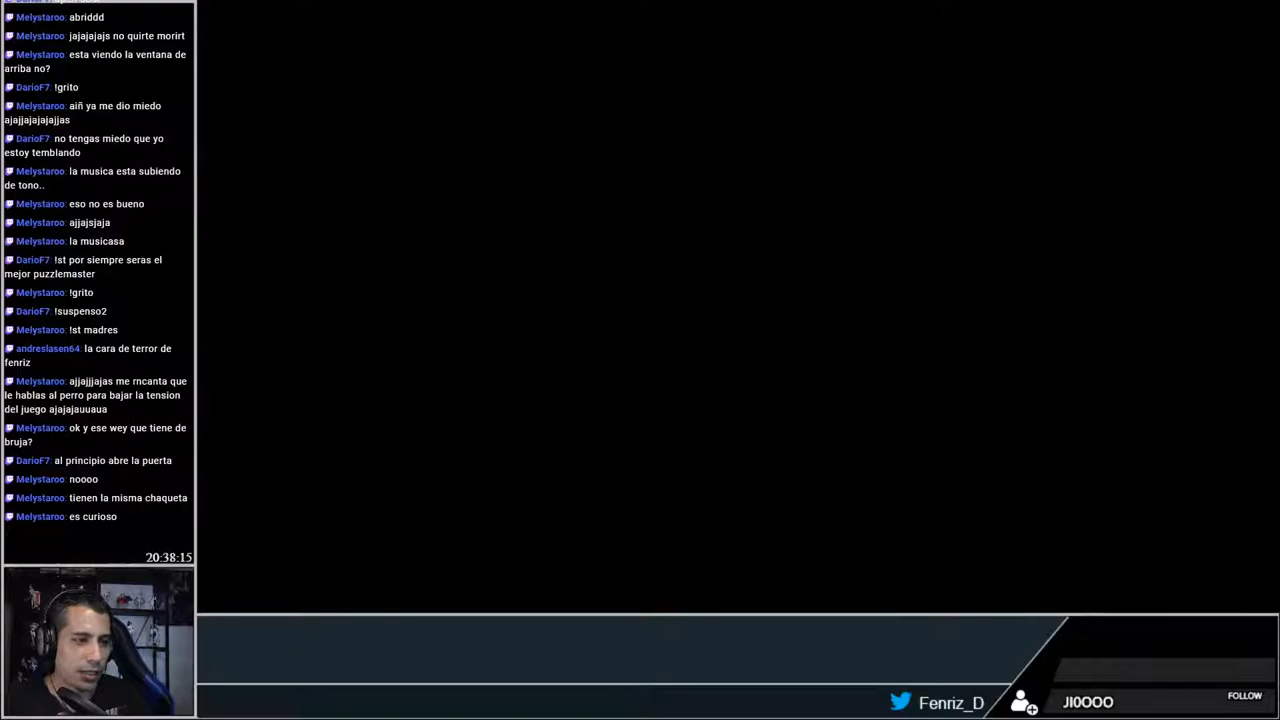 Melystaroo: abriddd
Melystaroo: jajajajajs no quirte morirt
Melystaroo: esta viendo la ventana de
arriba no?
DarioF7: !grito
Melystaroo: aiñ ya me dio miedo
ajajjajajajajjas
DarioF7: no tengas miedo que yo
estoy temblando
Melystaroo: la musica esta subiendo
de tono..
Melystaroo: eso no es bueno
Melystaroo: ajjajsjaja
Melystaroo: la musicasa
DarioF7: !st por siempre seras el
mejor puzzlemaster
Melystaroo: !grito
DarioF7: !suspenso2
Melystaroo: !st madres
andreslasen64: la cara de terror de
fenriz
Melystaroo: ajjajjjajas me rncanta que
le hablas al perro para bajar la tension
del juego ajajajauuaua
Melystaroo: ok y ese wey que tiene de
bruja?
DarioF7: al principio abre la puerta
Melystaroo: noooo
Melystaroo: tienen la misma chaqueta
Melystaroo: es curioso
20:38:15
Fenriz_D
JI0OOO
FOLLOW